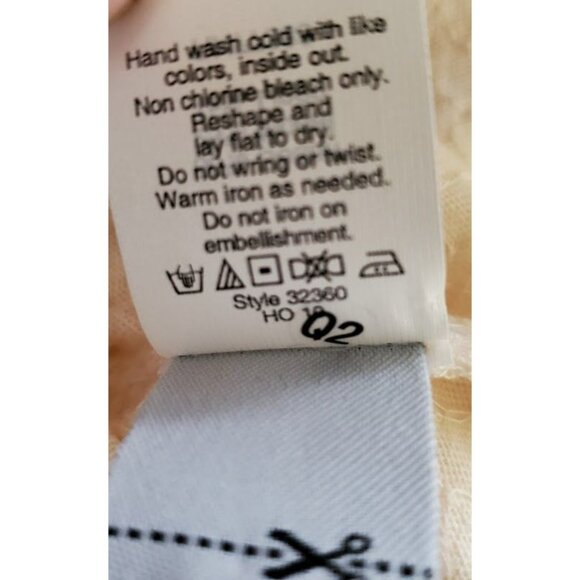 Hand wash cold with like
colors, inside out.
Non chlorine bleach only.
Reshape and
lay flat to dry.
Do not wring or twist.
Warm iron as needed.
Do not iron on
embellishment.
Style 32360
HO
Q2